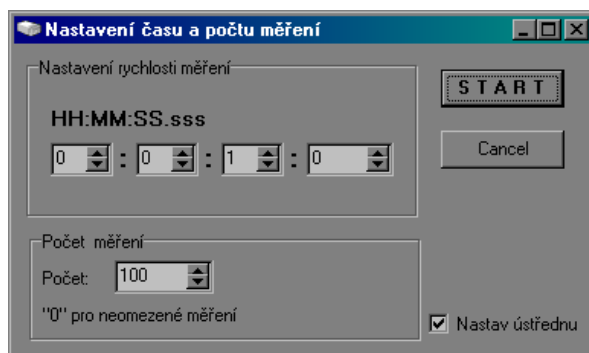 Nastavení času a počtu měření
Nastavení rychlosti měření
HH:MM:SS.sss
0 : 0 : 1 : 0
START
Cancel
Počet měření
Počet: 100
"0" pro neomezené měření
Nastav ústřednu